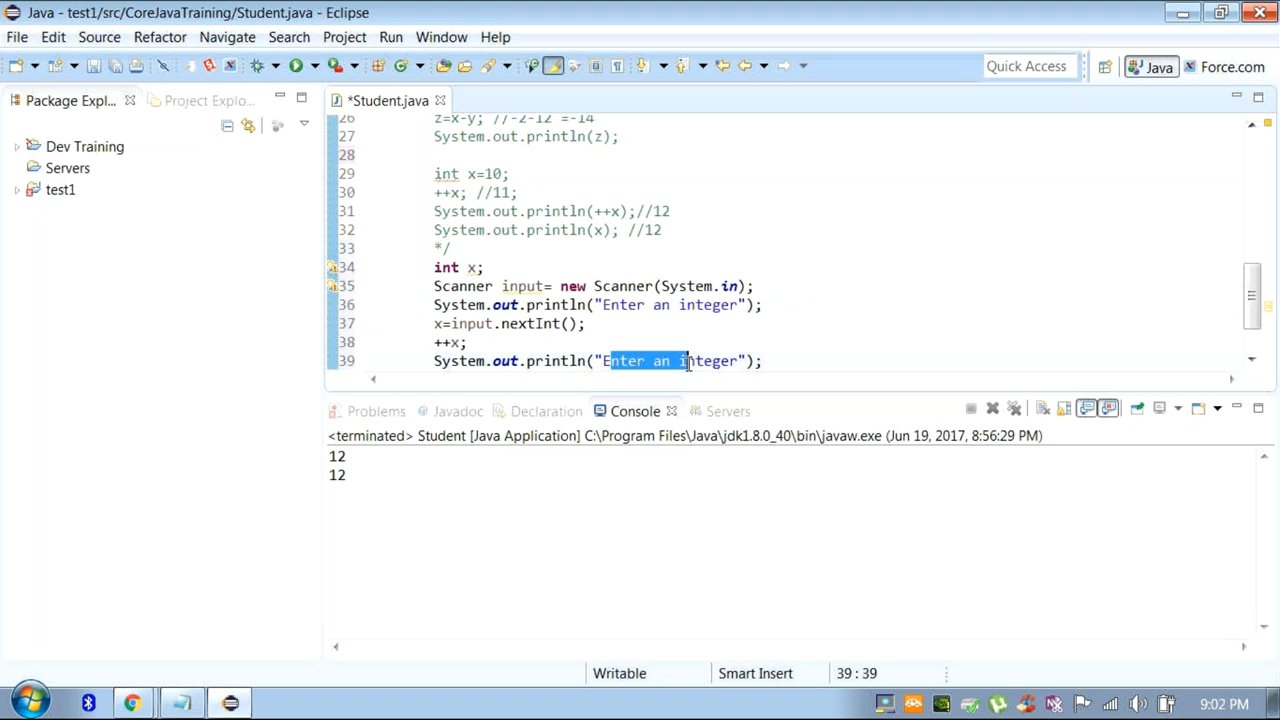 Java - test1/src/CoreJavaTraining/Student.java - Eclipse
File Edit Source Refactor Navigate Search Project Run Window Help
Quick Access Java Force.com
Package Expl... Project Explo... *Student.java
Dev Training
Servers
test1
26 z=x-y; //-2-12 =-14
27 System.out.println(z);
28
29 int x=10;
30 ++x; //11;
31 System.out.println(++x);//12
32 System.out.println(x); //12
33 */
34 int x;
35 Scanner input= new Scanner(System.in);
36 System.out.println("Enter an integer");
37 x=input.nextInt();
38 ++x;
39 System.out.println("Enter an integer");
Problems Javadoc Declaration Console Servers
<terminated> Student [Java Application] C:\Program Files\Java\jdk1.8.0_40\bin\javaw.exe (Jun 19, 2017, 8:56:29 PM)
12
12
Writable Smart Insert 39 : 39
9:02 PM